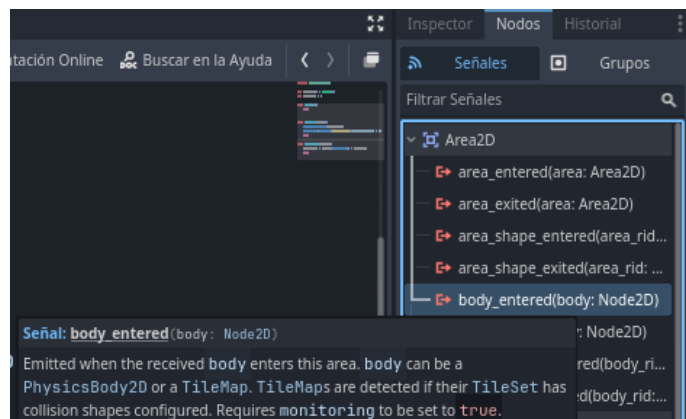 Inspector Nodos Historial
tación Online Buscar en la Ayuda
Señales Grupos
Filtrar Señales
Area2D
area_entered(area: Area2D)
area_exited(area: Area2D)
area_shape_entered(area_rid...
area_shape_exited(area_rid: ...
body_entered(body: Node2D)
y: Node2D)
red(body_ri...
d(body_rid:...
Señal: body_entered(body: Node2D)
Emitted when the received body enters this area. body can be a
PhysicsBody2D or a TileMap. TileMaps are detected if their TileSet has
collision shapes configured. Requires monitoring to be set to true.